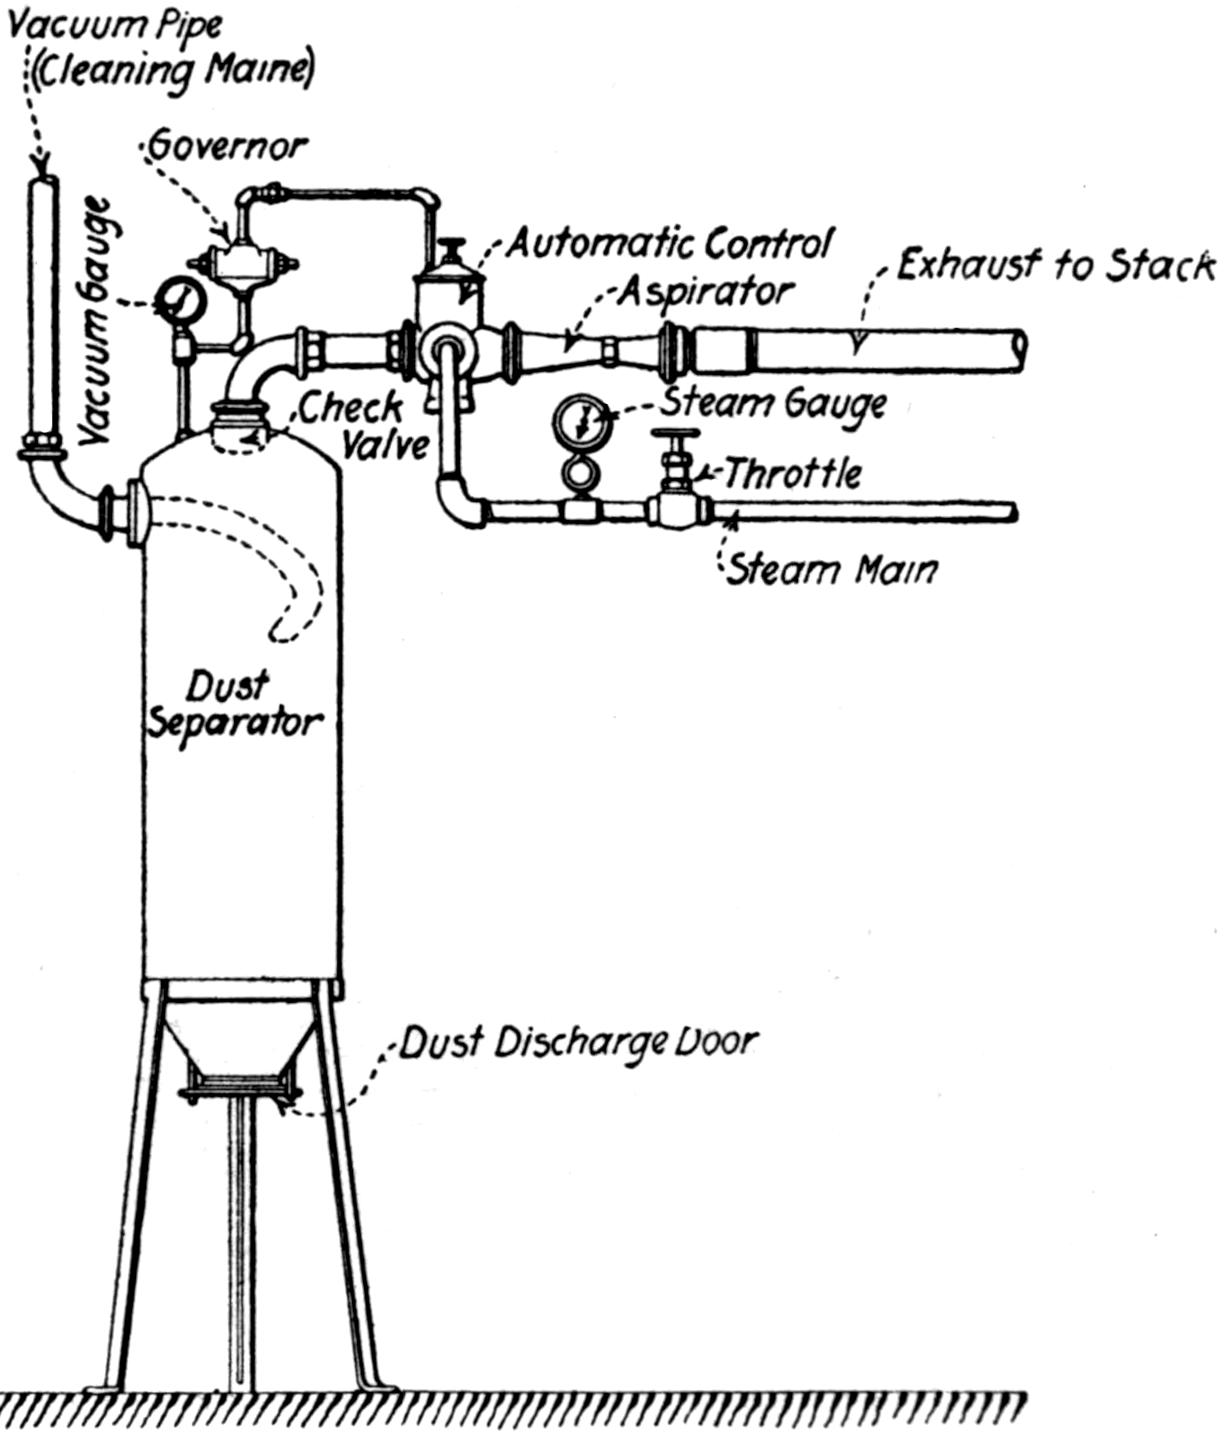 Vacuum Pipe
(Cleaning Maine)
Governor
Vacuum Gauge
Automatic Control
Aspirator
Exhaust to Stack
Check
Valve
Steam Gauge
Throttle
Steam Main
Dust
Separator
Dust Discharge Door